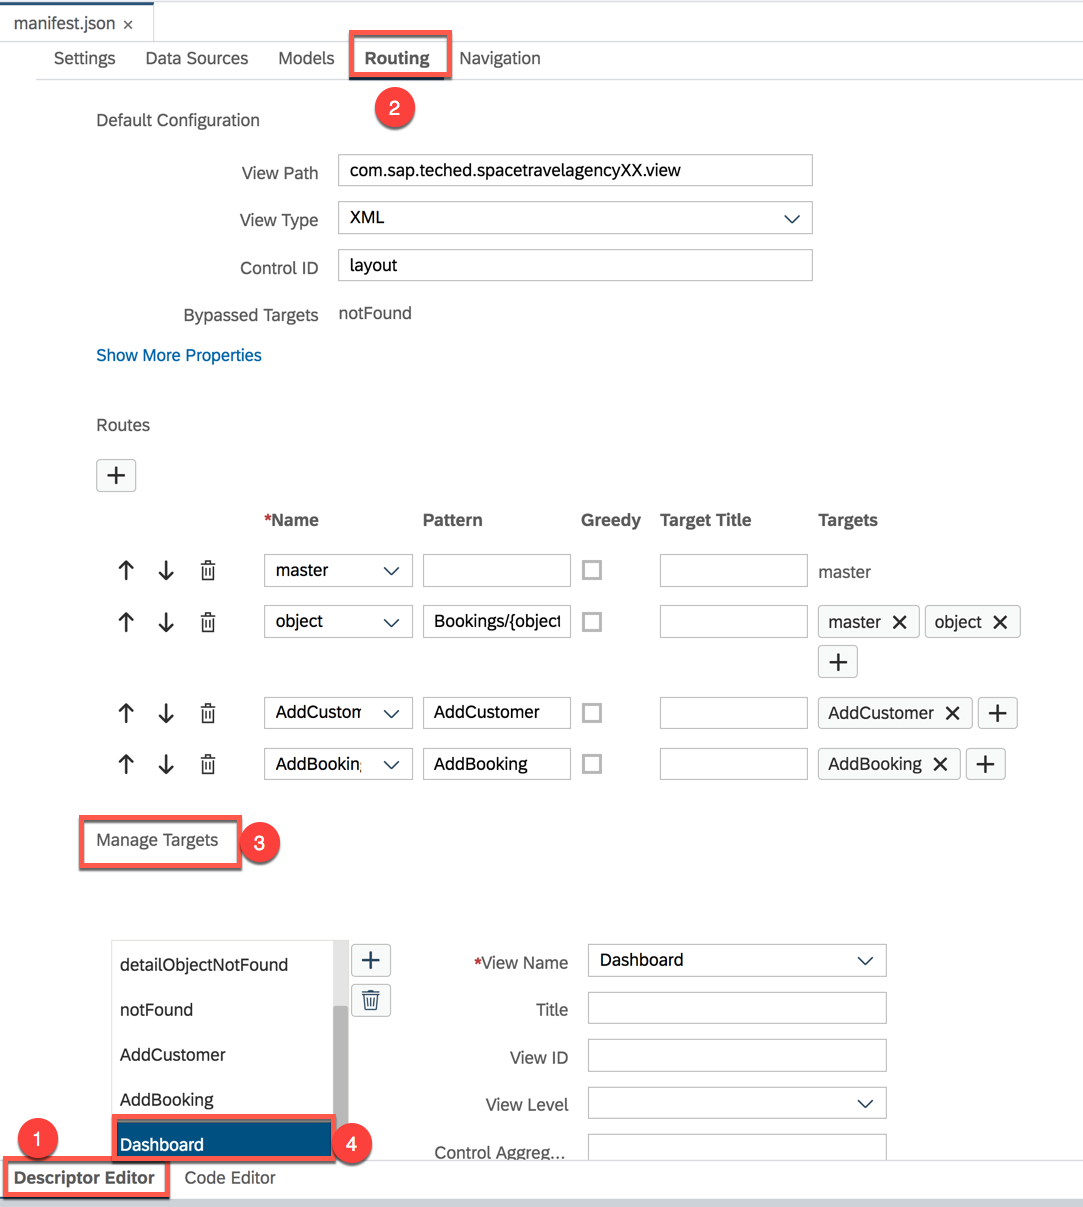 manifest.json ×
Settings Data Sources Models Routing Navigation
2
Default Configuration
View Path com.sap.teched.spacetravelagencyXX.view
View Type XML
Control ID layout
Bypassed Targets notFound
Show More Properties
Routes
+
*Name Pattern Greedy Target Title Targets
master master
object Bookings/{object master object
+
AddCustom AddCustomer AddCustomer +
AddBookin AddBooking AddBooking +
Manage Targets 3
detailObjectNotFound + *View Name Dashboard
notFound Title
AddCustomer View ID
AddBooking View Level
Dashboard 4 Control Aggreg...
1
Descriptor Editor Code Editor